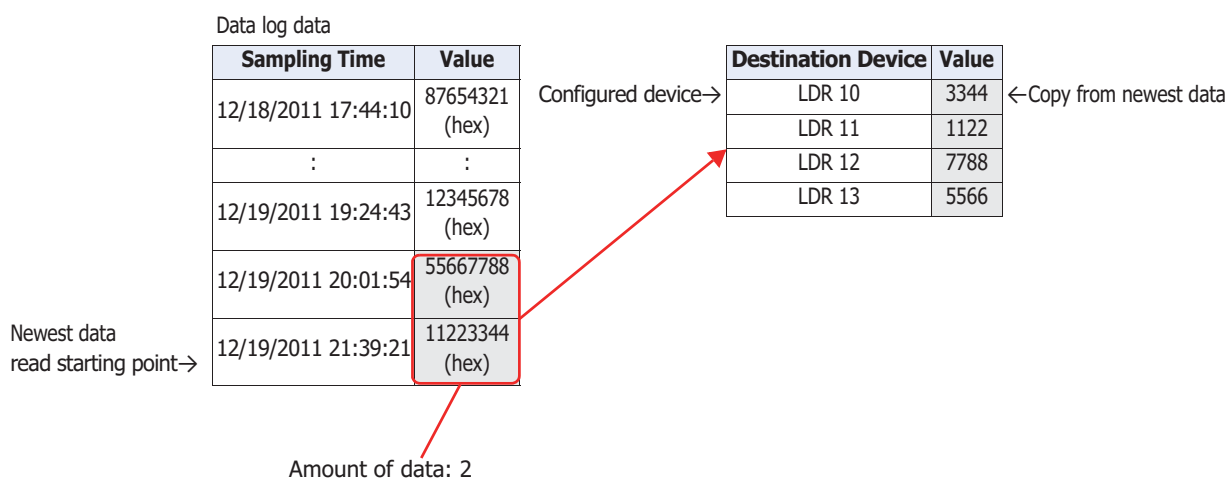 Data log data
Sampling Time Value
12/18/2011 17:44:10 87654321
(hex)
: :
12/19/2011 19:24:43 12345678
(hex)
12/19/2011 20:01:54 55667788
(hex)
Newest data
read starting point→ 12/19/2011 21:39:21 11223344
(hex)
Amount of data: 2
Destination Device Value
Configured device→ LDR 10 3344 ←Copy from newest data
LDR 11 1122
LDR 12 7788
LDR 13 5566